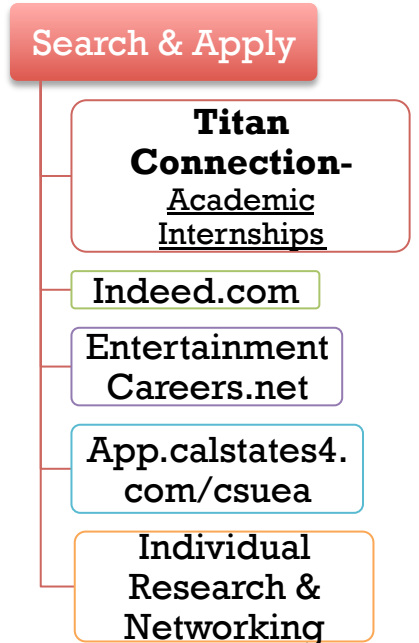 Search & Apply
Titan
Connection-
Academic
Internships
Indeed.com
Entertainment
Careers.net
App.calstates4.
com/csuea
Individual
Research &
Networking